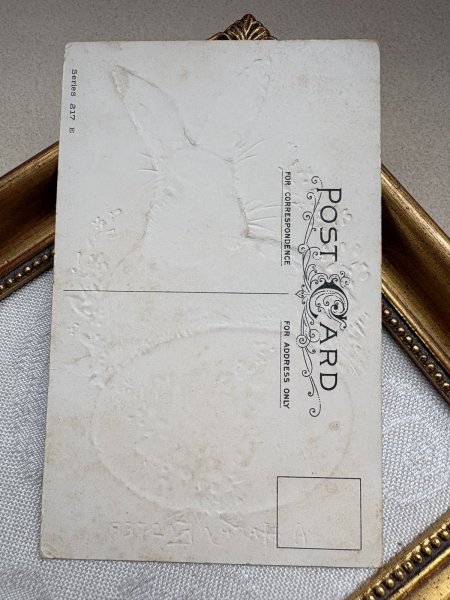 Series 217 E
POST CARD
FOR CORRESPONDENCE
FOR ADDRESS ONLY